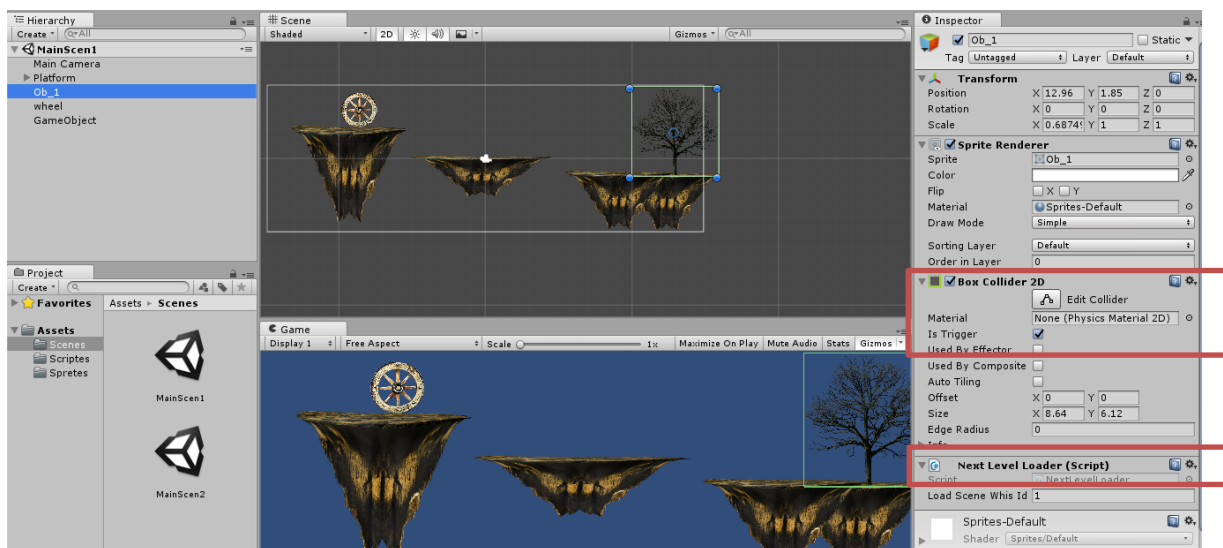 Hierarchy
Create
All
MainScen1
Main Camera
Platform
Ob_1
wheel
GameObject
Project
Create
Favorites
Assets
Scenes
Scriptes
Spretes
Assets Scenes
MainScen1
MainScen2
Scene
Shaded 2D Gizmos All
Game
Display 1 Free Aspect Scale 1x Maximize On Play Mute Audio Stats Gizmos
Inspector
Ob_1 Static
Tag Untagged Layer Default
Transform
Position X 12.96 Y 1.85 Z 0
Rotation X 0 Y 0 Z 0
Scale X 0.6874 Y 1 Z 1
Sprite Renderer
Sprite Ob_1
Color
Flip X Y
Material Sprites-Default
Draw Mode Simple
Sorting Layer Default
Order in Layer 0
Box Collider 2D
Edit Collider
Material None (Physics Material 2D)
Is Trigger
Used By Effector
Used By Composite
Auto Tiling
Offset X 0 Y 0
Size X 8.64 Y 6.12
Edge Radius 0
Info
Next Level Loader (Script)
Script NextLevelLoader
Load Scene Whis Id 1
Sprites-Default
Shader Sprites/Default